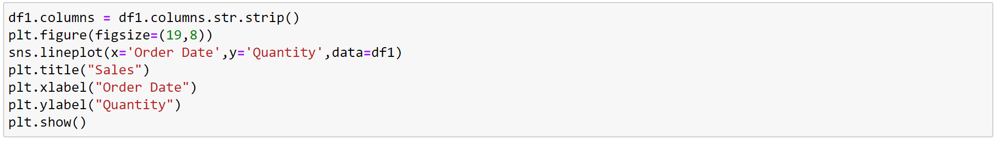 df1.columns = df1.columns.str.strip()
plt.figure(figsize=(19,8))
sns.lineplot(x='Order Date',y='Quantity',data=df1)
plt.title("Sales")
plt.xlabel("Order Date")
plt.ylabel("Quantity")
plt.show()